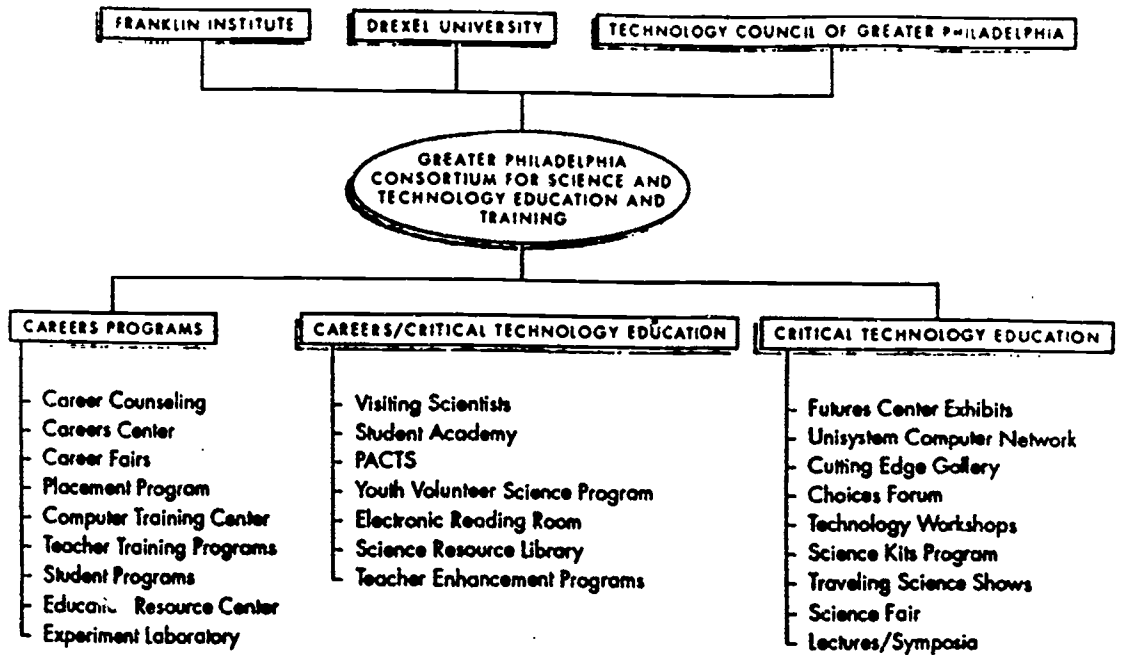 FRANKLIN INSTITUTE
DREXEL UNIVERSITY
TECHNOLOGY COUNCIL OF GREATER PHILADELPHIA
GREATER PHILADELPHIA
CONSORTIUM FOR SCIENCE AND
TECHNOLOGY EDUCATION AND
TRAINING
CAREERS PROGRAMS
Career Counseling
Careers Center
Career Fairs
Placement Program
Computer Training Center
Teacher Training Programs
Student Programs
Resource Center
Experiment Laboratory
CAREERS/CRITICAL TECHNOLOGY EDUCATION
Visiting Scientists
Student Academy
PACTS
Youth Volunteer Science Program
Electronic Reading Room
Science Resource Library
Teacher Enhancement Programs
CRITICAL TECHNOLOGY EDUCATION
Futures Center Exhibits
Unisystem Computer Network
Cutting Edge Gallery
Choices Forum
Technology Workshops
Science Kits Program
Traveling Science Shows
Science Fair
Lectures/Symposia